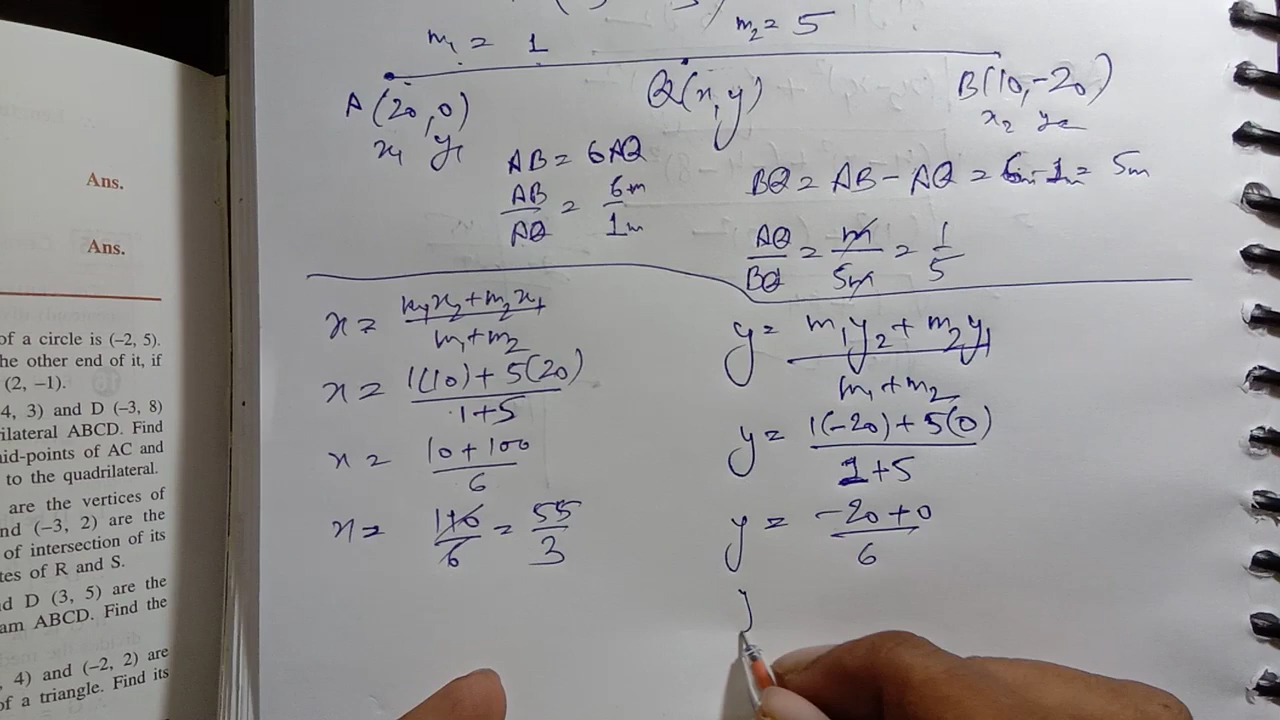 m₁ = 1 m₂ = 5
A(20,0) Q(x,y) B(10,-20)
x₁ y₁ x₂ y₂
AB = 6AQ
AB/AQ = 6m/1m
BQ = AB - AQ = 6m - 1m = 5m
AQ/BQ = m/5m = 1/5
x = m₁x₂ + m₂x₁ / m₁ + m₂
x = 1(10) + 5(20) / 1+5
x = 10 + 100 / 6
x = 110/6 = 55/3
y = m₁y₂ + m₂y₁ / m₁ + m₂
y = 1(-20) + 5(0) / 1+5
y = -20 + 0 / 6
y
Ans.
Ans.
of a circle is (–2, 5).
he other end of it, if
(2, –1).
4, 3) and D (–3, 8)
ilateral ABCD. Find
id-points of AC and
to the quadrilateral.
are the vertices of
nd (–3, 2) are the
of intersection of its
tes of R and S.
d D (3, 5) are the
am ABCD. Find the
, 4) and (–2, 2) are
of a triangle. Find its